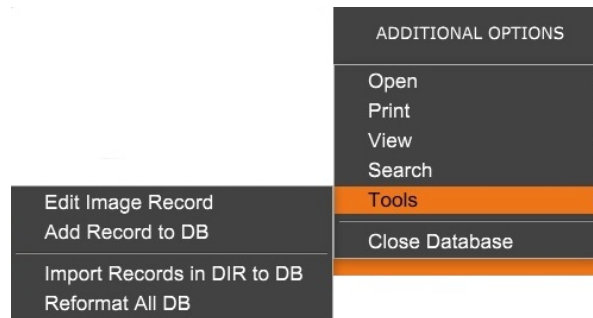 ADDITIONAL OPTIONS
Open
Print
View
Search
Tools
Close Database
Edit Image Record
Add Record to DB
Import Records in DIR to DB
Reformat All DB